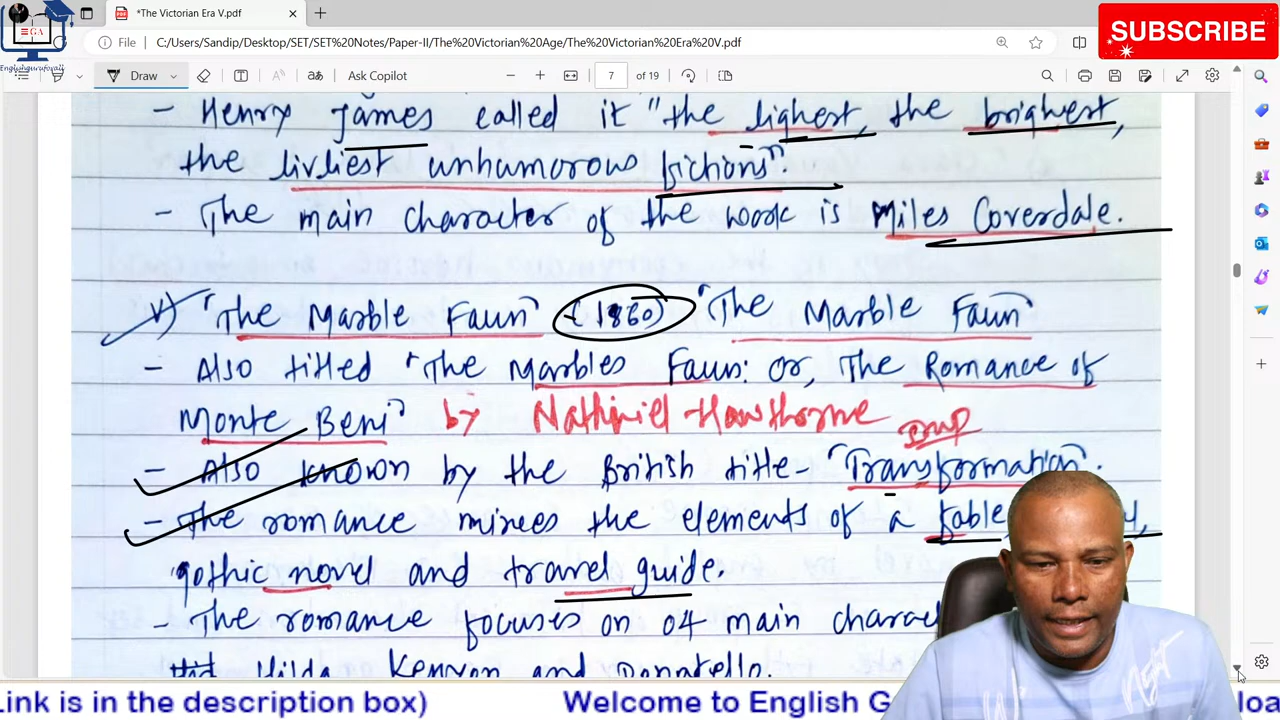 *The Victorian Era V.pdf
SUBSCRIBE
EGA
Englishguruforall
File
C:/Users/Sandip/Desktop/SET/SET%20Notes/Paper-II/The%20Victorian%20Age/The%20Victorian%20Era%20V.pdf
Draw
Ask Copilot
7 of 19
- Henry James called it "the lighest, the brighest,
the livliest unhumorous fictions".
- The main character of the work is Miles Coverdale.
V) "The Marble Faun" (1860) "The Marble Faun"
- Also titled "The Marbles Faun: or, The Romance of
Monte Beni" by Nathiniel Hawthorne
Imp
- Also known by the British title- "Transformation".
- The romance mixes the elements of a fable,
gothic novel and travel guide.
- The romance focuses on 04 main
Hilda, Kenyon and Donatello.
Link is in the description box) Welcome to English G